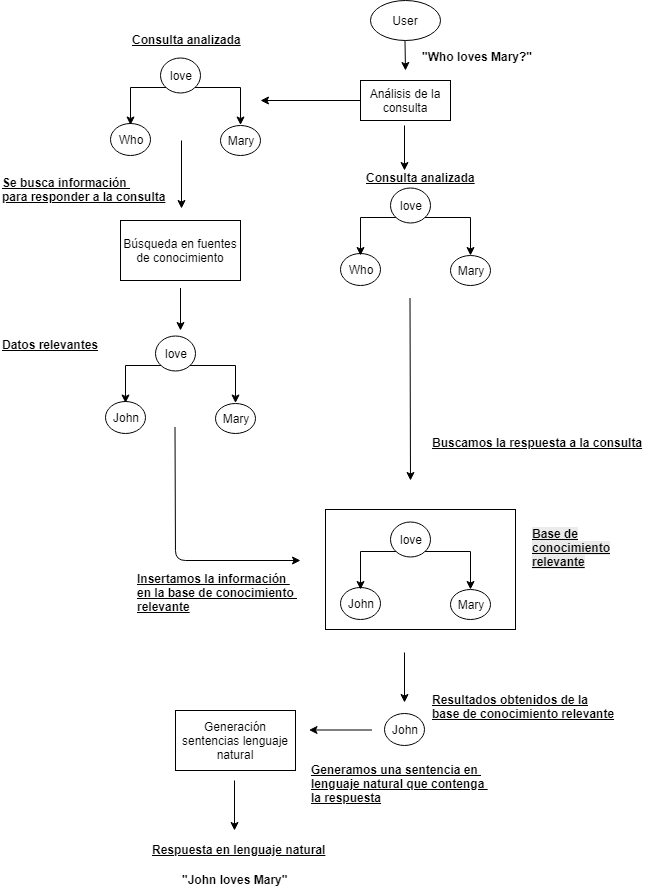 User
"Who loves Mary?"
Consulta analizada
love
Who
Mary
Análisis de la
consulta
Consulta analizada
love
Who
Mary
Se busca información
para responder a la consulta
Búsqueda en fuentes
de conocimiento
Datos relevantes
love
John
Mary
Buscamos la respuesta a la consulta
Insertamos la información
en la base de conocimiento
relevante
love
John
Mary
Base de
conocimiento
relevante
Resultados obtenidos de la
base de conocimiento relevante
John
Generamos una sentencia en
lenguaje natural que contenga
la respuesta
Generación
sentencias lenguaje
natural
Respuesta en lenguaje natural
"John loves Mary"